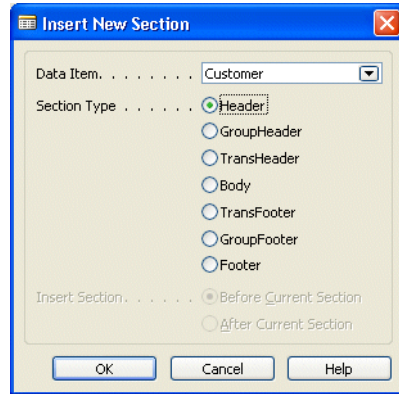 Insert New Section
Data Item. . . . . . . . Customer
Section Type . . . . . . Header
GroupHeader
TransHeader
Body
TransFooter
GroupFooter
Footer
Insert Section. . . . . . Before Current Section
After Current Section
OK Cancel Help